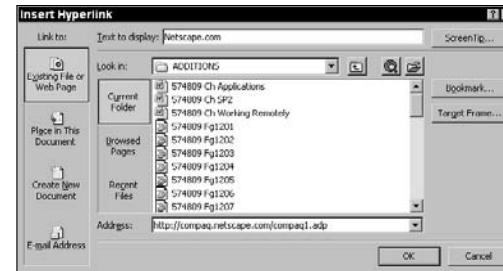 Insert Hyperlink
Link to:
Text to display: Netscape.com
ScreenTip...
Existing File or Web Page
Look in: ADDITIONS
Bookmark...
Target Frame...
Current Folder
Browsed Pages
Recent Files
574809 Ch Applications
574809 Ch SP2
574809 Ch Working Remotely
574809 Fg1201
574809 Fg1202
574809 Fg1203
574809 Fg1204
574809 Fg1205
574809 Fg1206
574809 Fg1207
Place in This Document
Create New Document
E-mail Address
Address: http://compaq.netscape.com/compaq1.adp
OK
Cancel